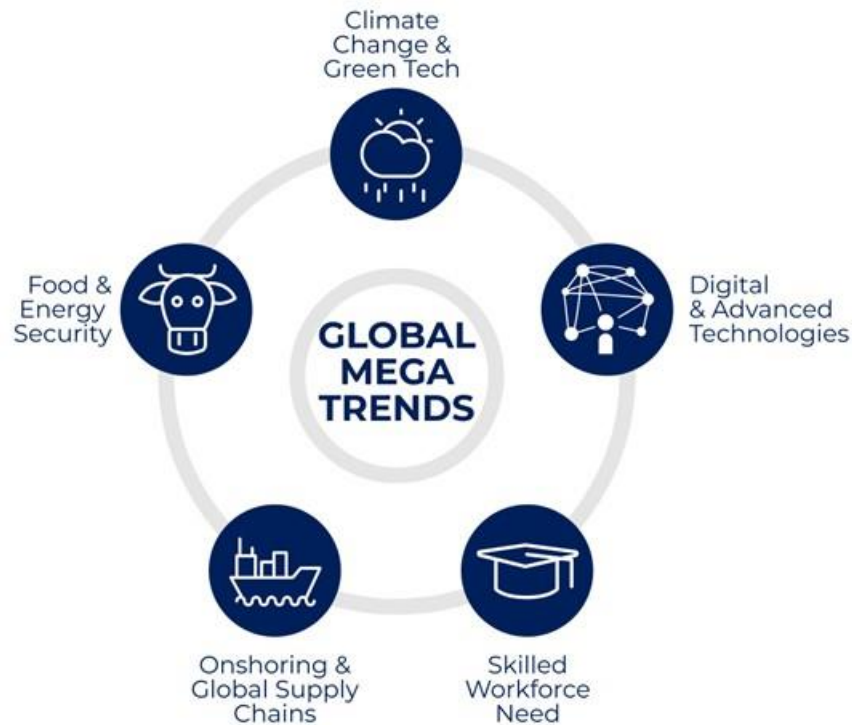 Climate
Change &
Green Tech
Digital
& Advanced
Technologies
Skilled
Workforce
Need
Onshoring &
Global Supply
Chains
Food &
Energy
Security
GLOBAL
MEGA
TRENDS